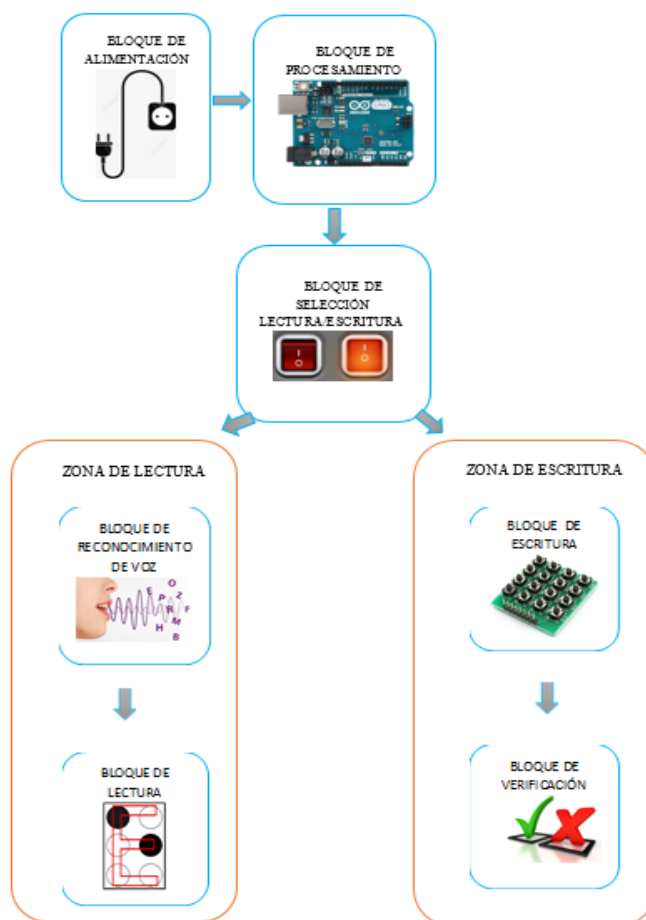 BLOQUE DE
ALIMENTACIÓN
BLOQUE DE
PROCESAMIENTO
BLOQUE DE
SELECCIÓN
LECTURA/ESCRITURA
I
O
I
O
ZONA DE LECTURA
BLOQUE DE
RECONOCIMIENTO
DE VOZ
E P O R Z F M H B
BLOQUE DE
LECTURA
ZONA DE ESCRITURA
BLOQUE DE
ESCRITURA
BLOQUE DE
VERIFICACIÓN